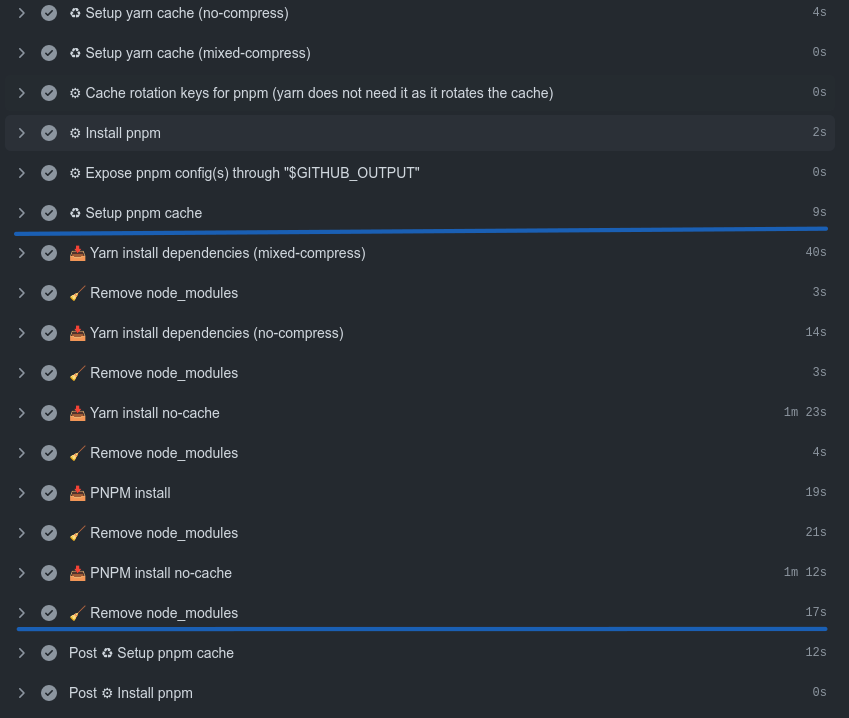 ♻ Setup yarn cache (no-compress) 4s
♻ Setup yarn cache (mixed-compress) 0s
⚙ Cache rotation keys for pnpm (yarn does not need it as it rotates the cache) 0s
⚙ Install pnpm 2s
⚙ Expose pnpm config(s) through "$GITHUB_OUTPUT" 0s
♻ Setup pnpm cache 9s
📥 Yarn install dependencies (mixed-compress) 40s
🧹 Remove node_modules 3s
📥 Yarn install dependencies (no-compress) 14s
🧹 Remove node_modules 3s
📥 Yarn install no-cache 1m 23s
🧹 Remove node_modules 4s
📥 PNPM install 19s
🧹 Remove node_modules 21s
📥 PNPM install no-cache 1m 12s
🧹 Remove node_modules 17s
Post ♻ Setup pnpm cache 12s
Post ⚙ Install pnpm 0s